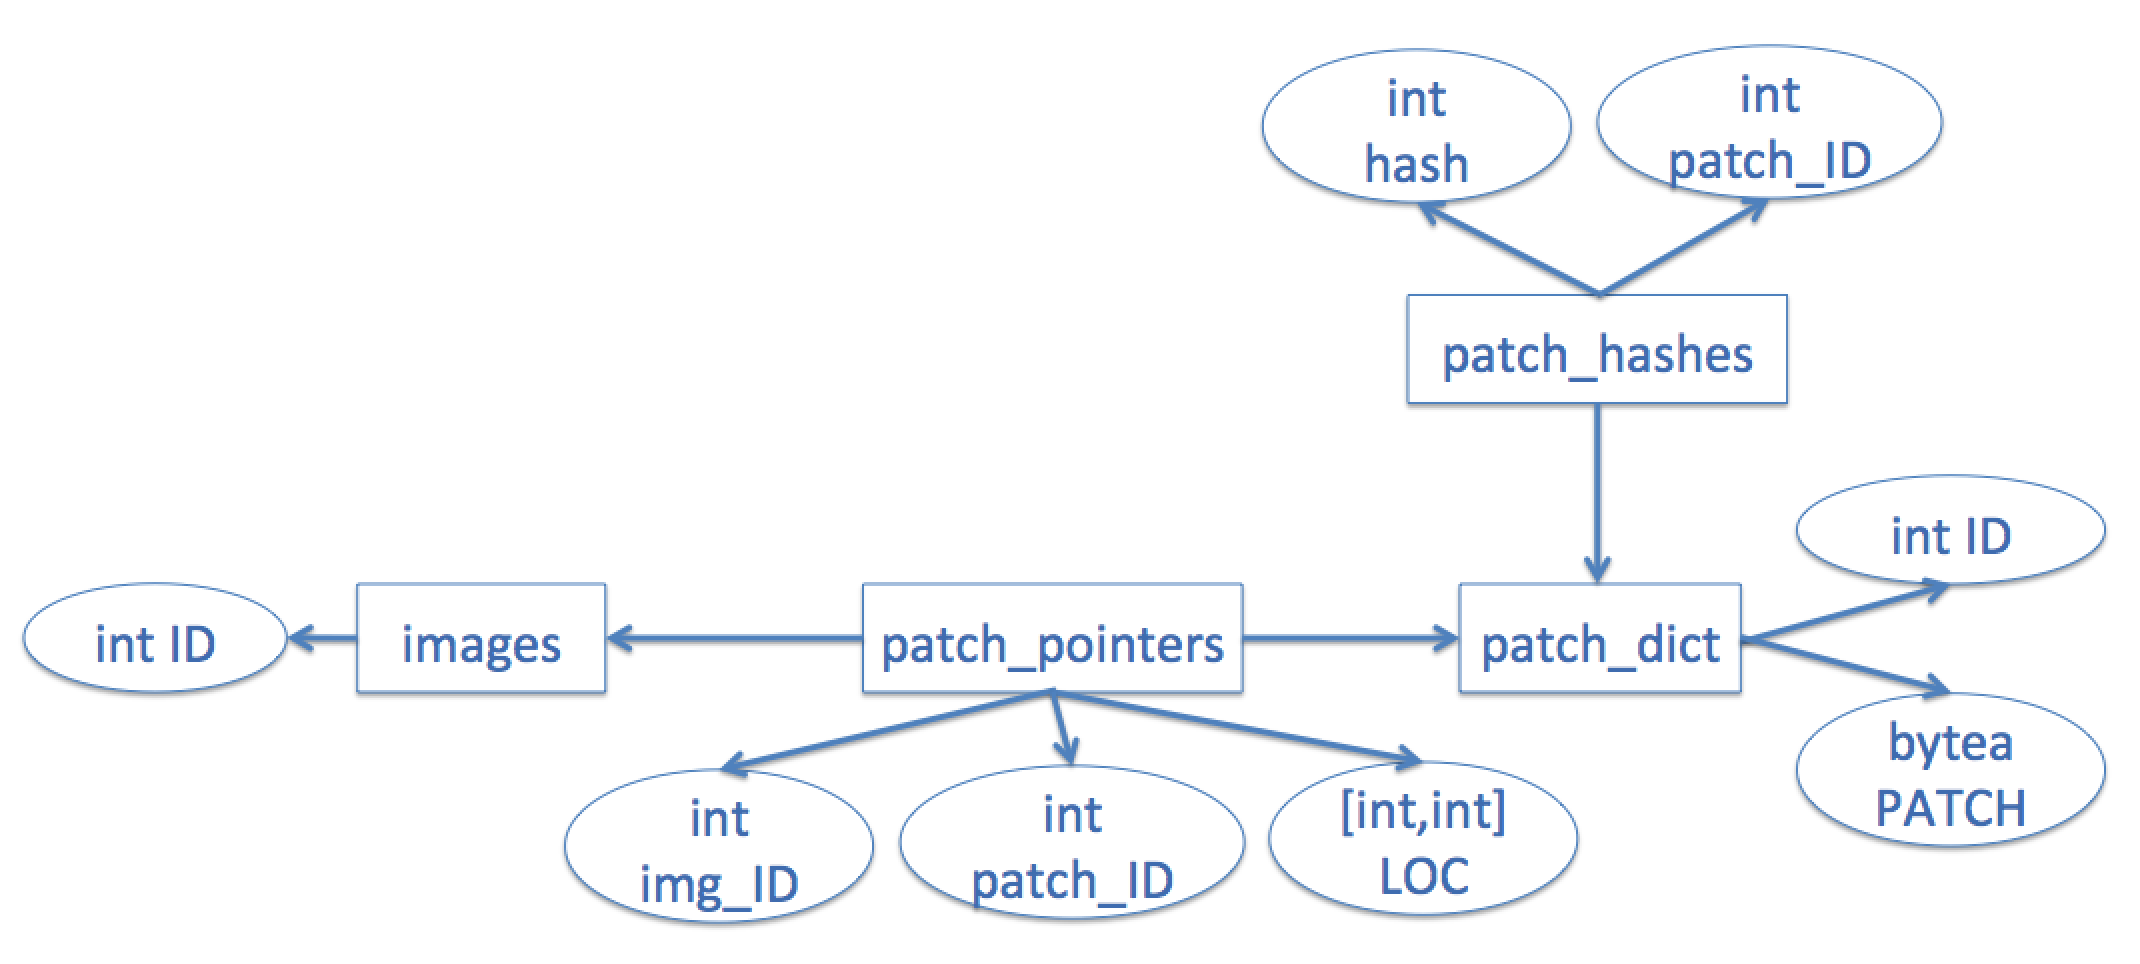 int
hash
int
patch_ID
patch_hashes
int ID
int ID
images
patch_pointers
patch_dict
bytea
PATCH
int
img_ID
int
patch_ID
[int,int]
LOC